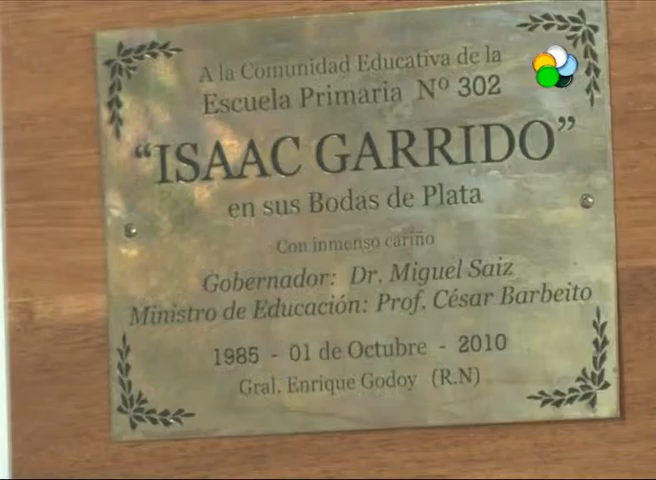 A la Comunidad Educativa de la
Escuela Primaria Nº 302
“ISAAC GARRIDO”
en sus Bodas de Plata
Con inmenso cariño
Gobernador: Dr. Miguel Saiz
Ministro de Educación: Prof. César Barbeito
1985 - 01 de Octubre - 2010
Gral. Enrique Godoy (R.N)